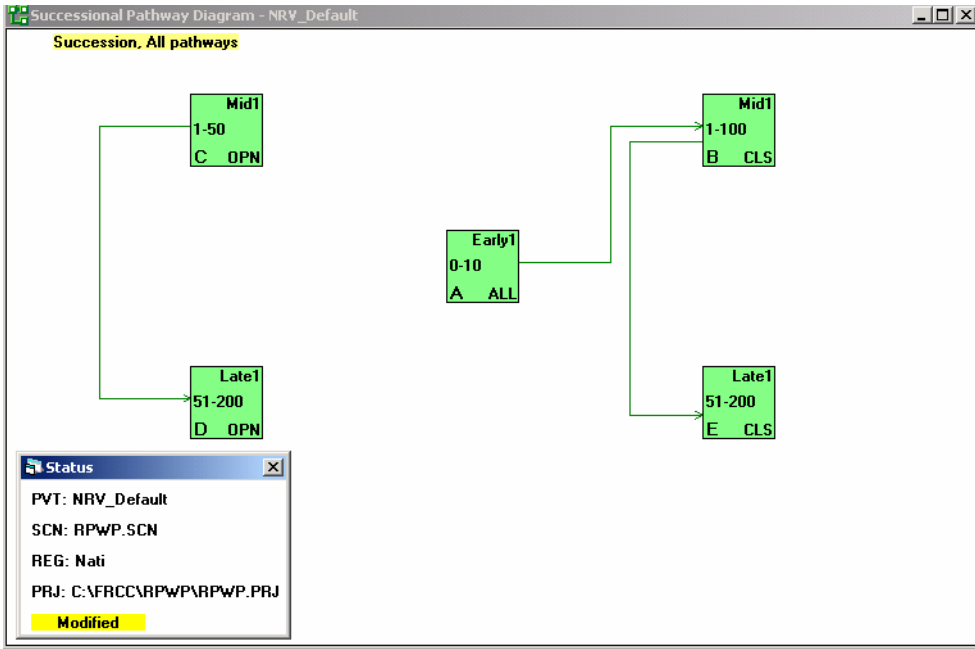 Successional Pathway Diagram - NRV_Default
Succession, All pathways
Mid1
1-50
C OPN
Mid1
1-100
B CLS
Early1
0-10
A ALL
Late1
51-200
D OPN
Late1
51-200
E CLS
Status
PVT: NRV_Default
SCN: RPWP.SCN
REG: Nati
PRJ: C:\FRCC\RPWP\RPWP.PRJ
Modified